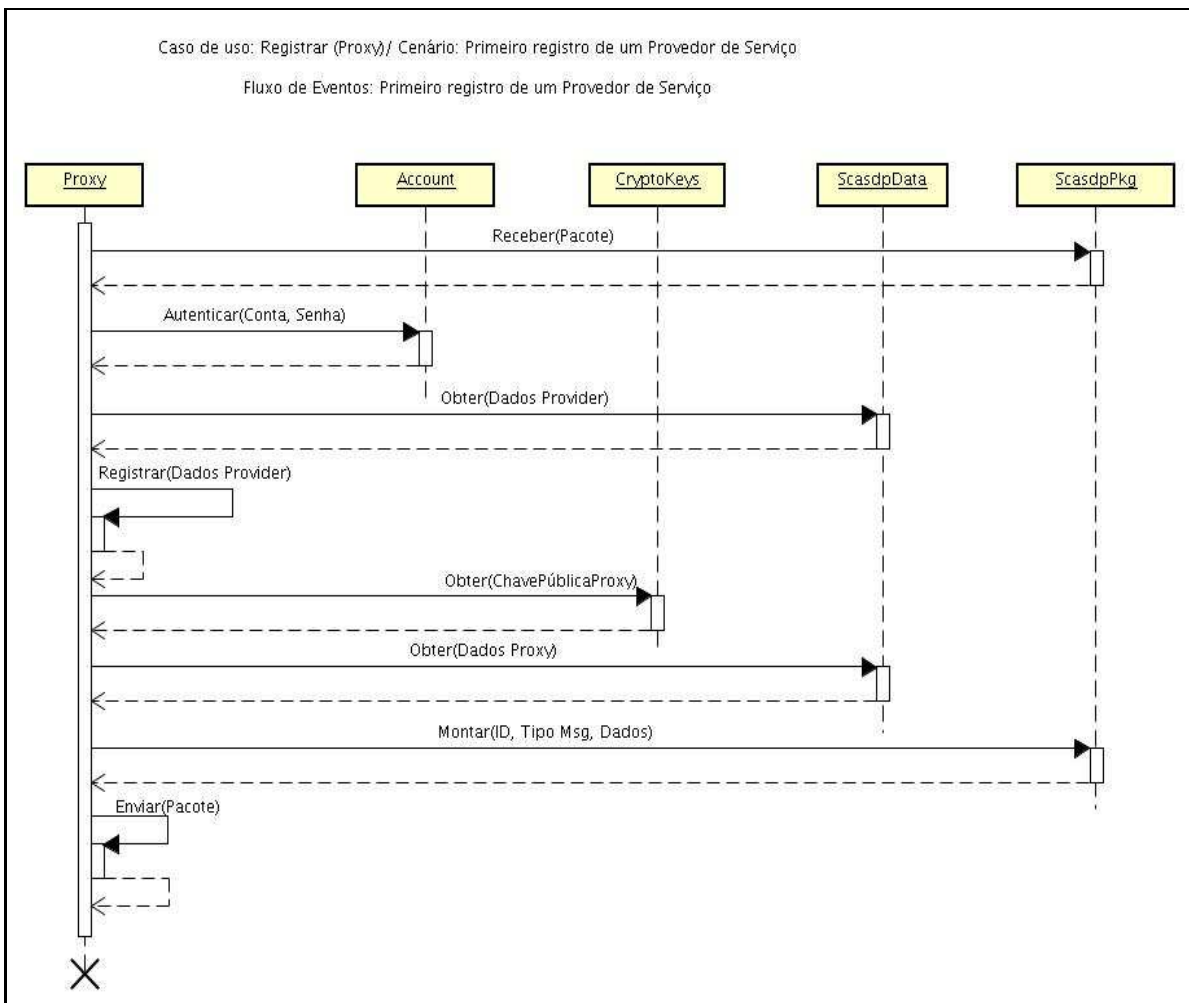 Caso de uso: Registrar (Proxy)/ Cenário: Primeiro registro de um Provedor de Serviço
Fluxo de Eventos: Primeiro registro de um Provedor de Serviço
Proxy
Account
CryptoKeys
ScasdpData
ScasdpPkg
Receber(Pacote)
Autenticar(Conta, Senha)
Obter(Dados Provider)
Registrar(Dados Provider)
Obter(ChavePúblicaProxy)
Obter(Dados Proxy)
Montar(ID, Tipo Msg, Dados)
Enviar(Pacote)